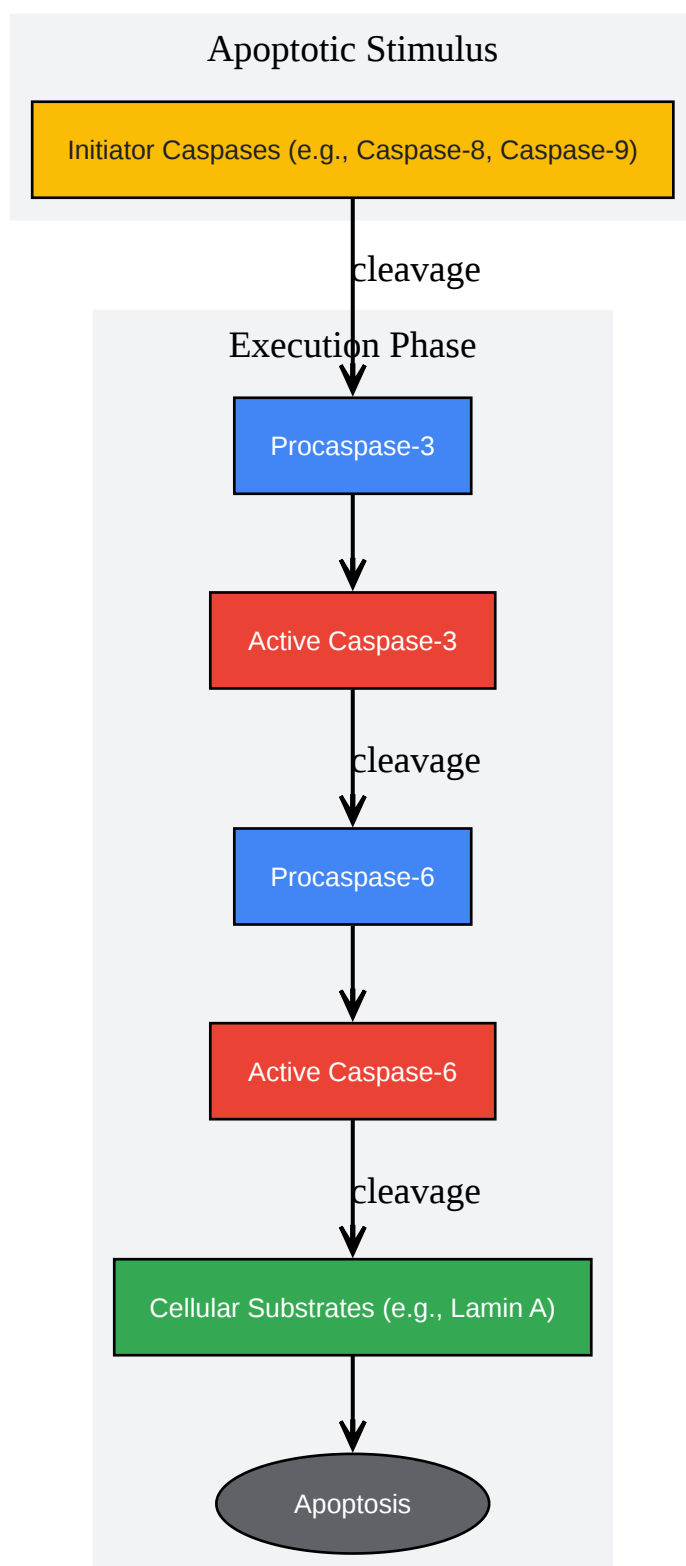 Apoptotic Stimulus
Initiator Caspases (e.g., Caspase-8, Caspase-9)
cleavage
Execution Phase
Procaspase-3
Active Caspase-3
cleavage
Procaspase-6
Active Caspase-6
cleavage
Cellular Substrates (e.g., Lamin A)
Apoptosis